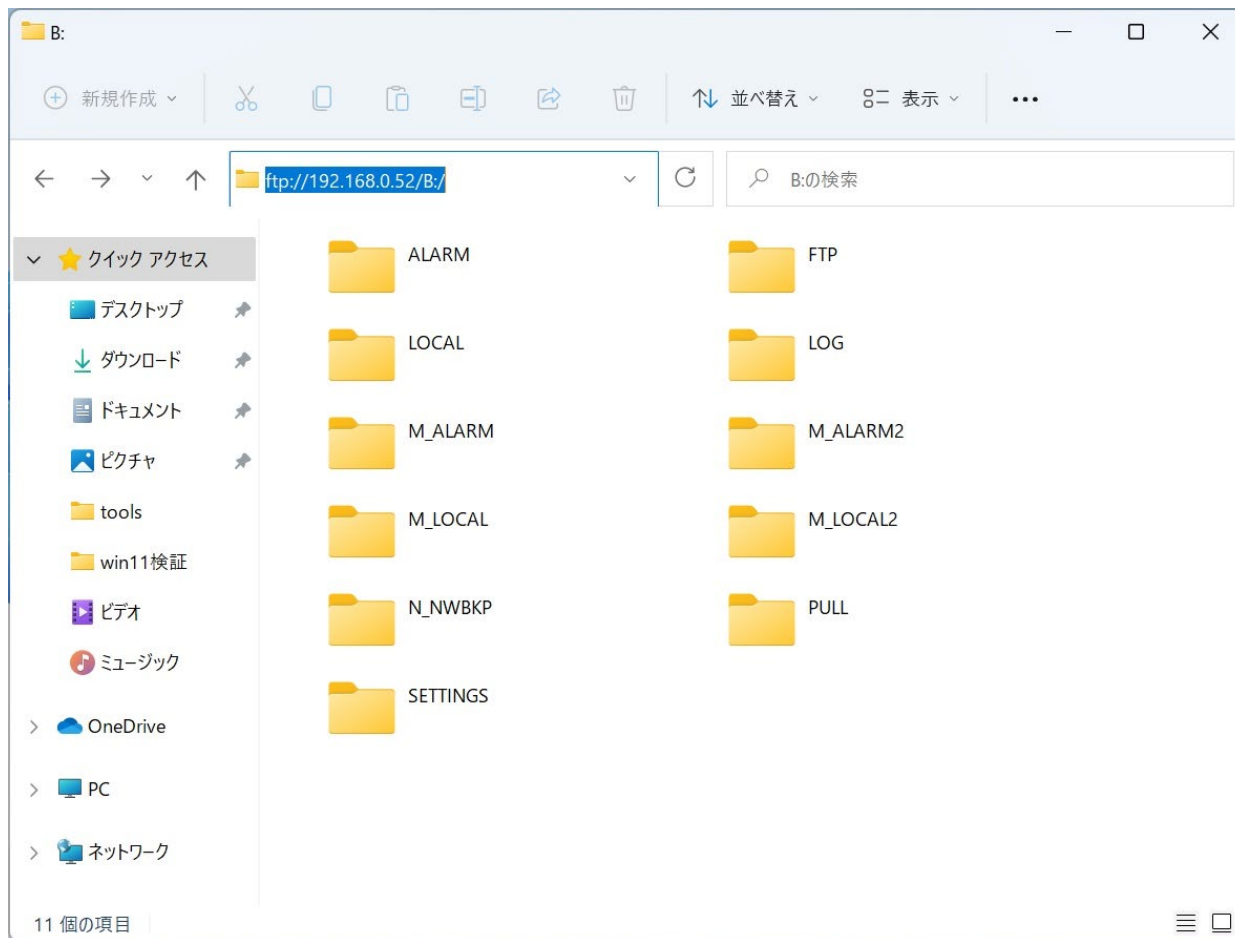 B:
新規作成
並べ替え
表示
ftp://192.168.0.52/B:/
B:の検索
クイック アクセス
デスクトップ
ダウンロード
ドキュメント
ピクチャ
tools
win11検証
ビデオ
ミュージック
OneDrive
PC
ネットワーク
ALARM
FTP
LOCAL
LOG
M_ALARM
M_ALARM2
M_LOCAL
M_LOCAL2
N_NWBKP
PULL
SETTINGS
11 個の項目